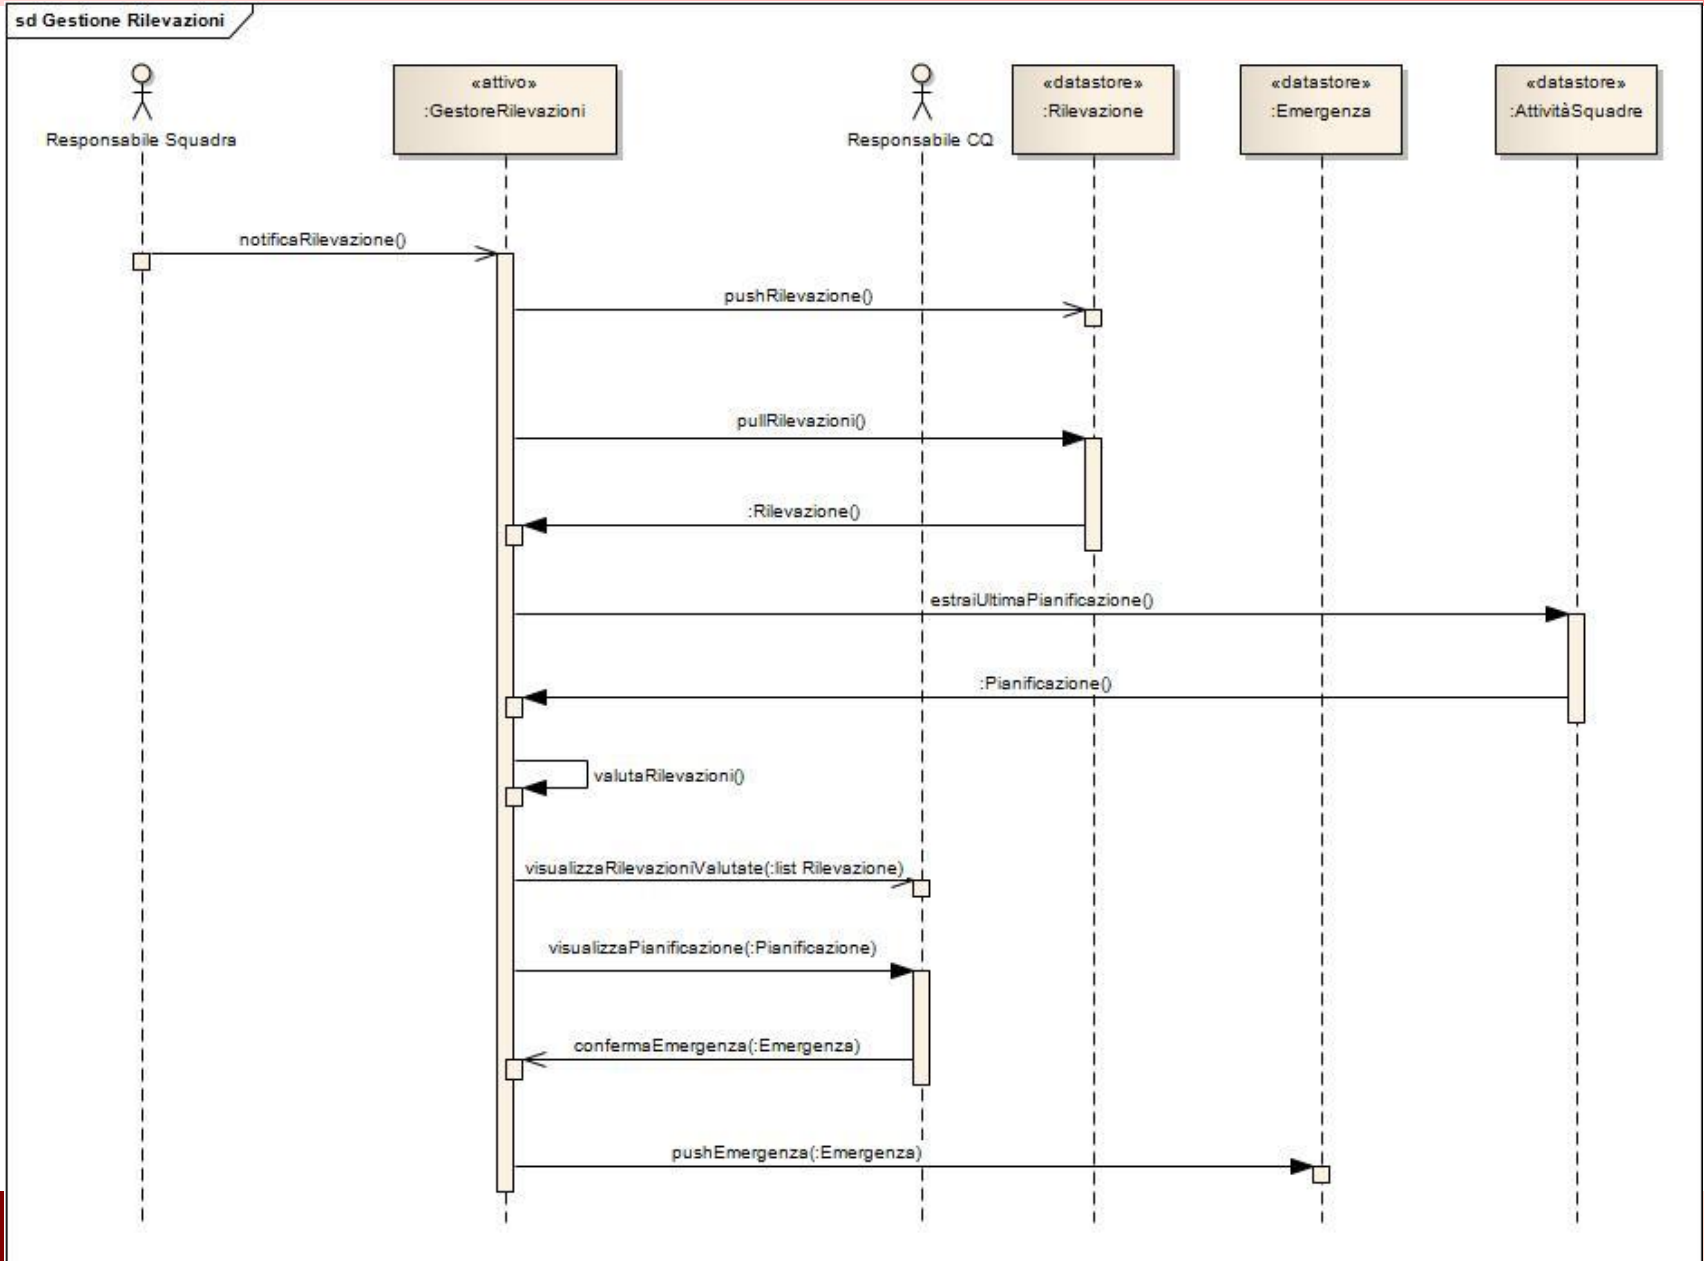 sd Gestione Rilevazioni
Responsabile Squadra
«attivo»
:GestoreRilevazioni
Responsabile CQ
«datastore»
:Rilevazione
«datastore»
:Emergenza
«datastore»
:AttivitàSquadre
notificaRilevazione()
pushRilevazione()
pullRilevazioni()
:Rilevazione()
estraiUltimaPianificazione()
:Pianificazione()
valutaRilevazioni()
visualizzaRilevazioniValutate(:list Rilevazione)
visualizzaPianificazione(:Pianificazione)
confermaEmergenza(:Emergenza)
pushEmergenza(:Emergenza)